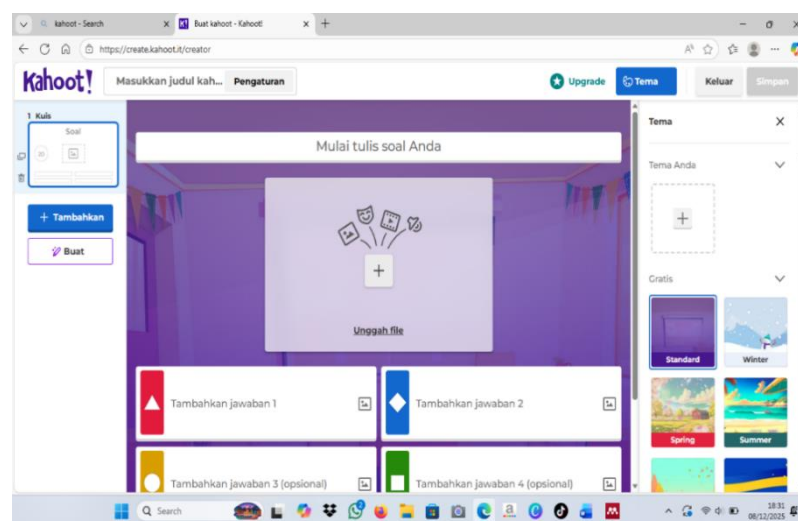 kahoot - Search
Buat kahoot - Kahoot!
https://create.kahoot.it/creator
Kahoot!
Masukkan judul kah...
Pengaturan
Upgrade
Tema
Keluar
Simpan
1 Kuis
Soal
+ Tambahkan
Buat
Mulai tulis soal Anda
Unggah file
Tambahkan jawaban 1
Tambahkan jawaban 2
Tambahkan jawaban 3 (opsional)
Tambahkan jawaban 4 (opsional)
Tema
Tema Anda
Gratis
Standard
Winter
Spring
Summer
Search
18:31
08/12/2025